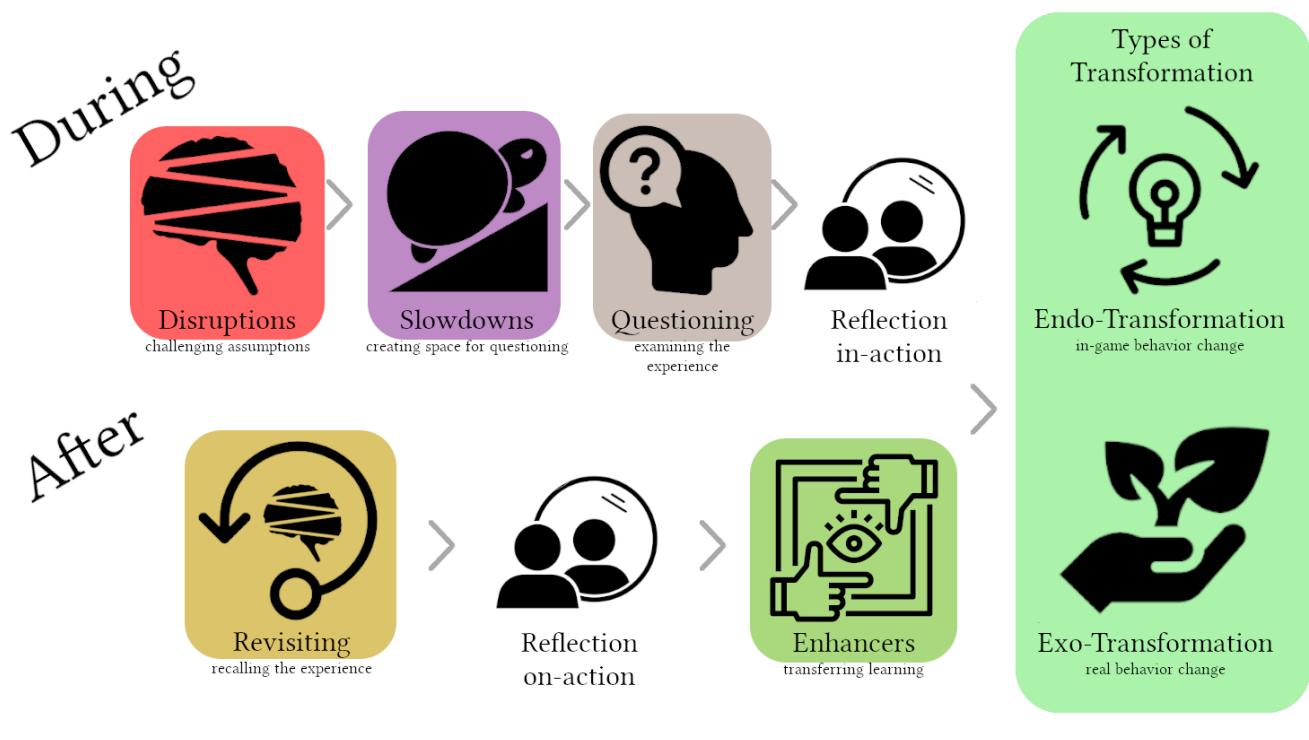 During
Disruptions
challenging assumptions
Slowdowns
creating space for questioning
?
Questioning
examining the
experience
Reflection
in-action
After
Revisiting
recalling the experience
Reflection
on-action
Enhancers
transferring learning
Types of
Transformation
Endo-Transformation
in-game behavior change
Exo-Transformation
real behavior change